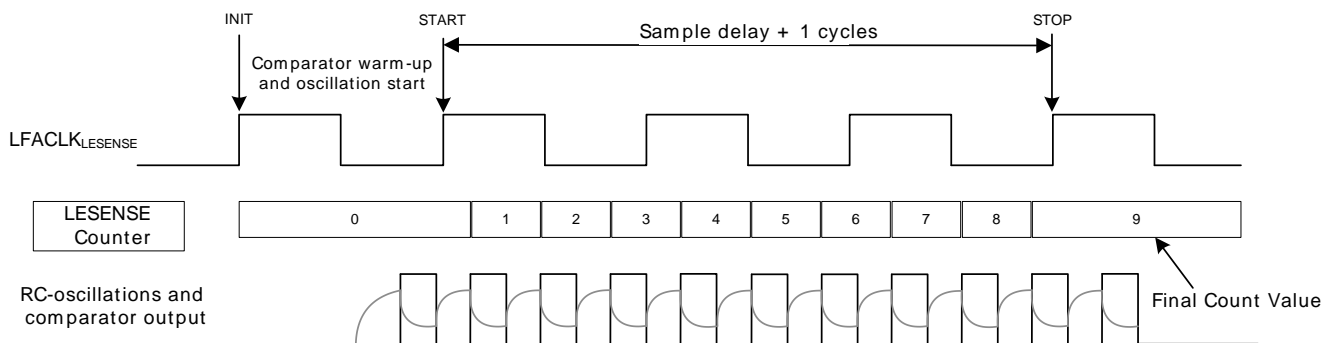 INIT
START
STOP
Sample delay + 1 cycles
Comparator warm-up
and oscillation start
LFACLKLESENSE
LESENSE
Counter
0 1 2 3 4 5 6 7 8 9
RC-oscillations and
comparator output
Final Count Value